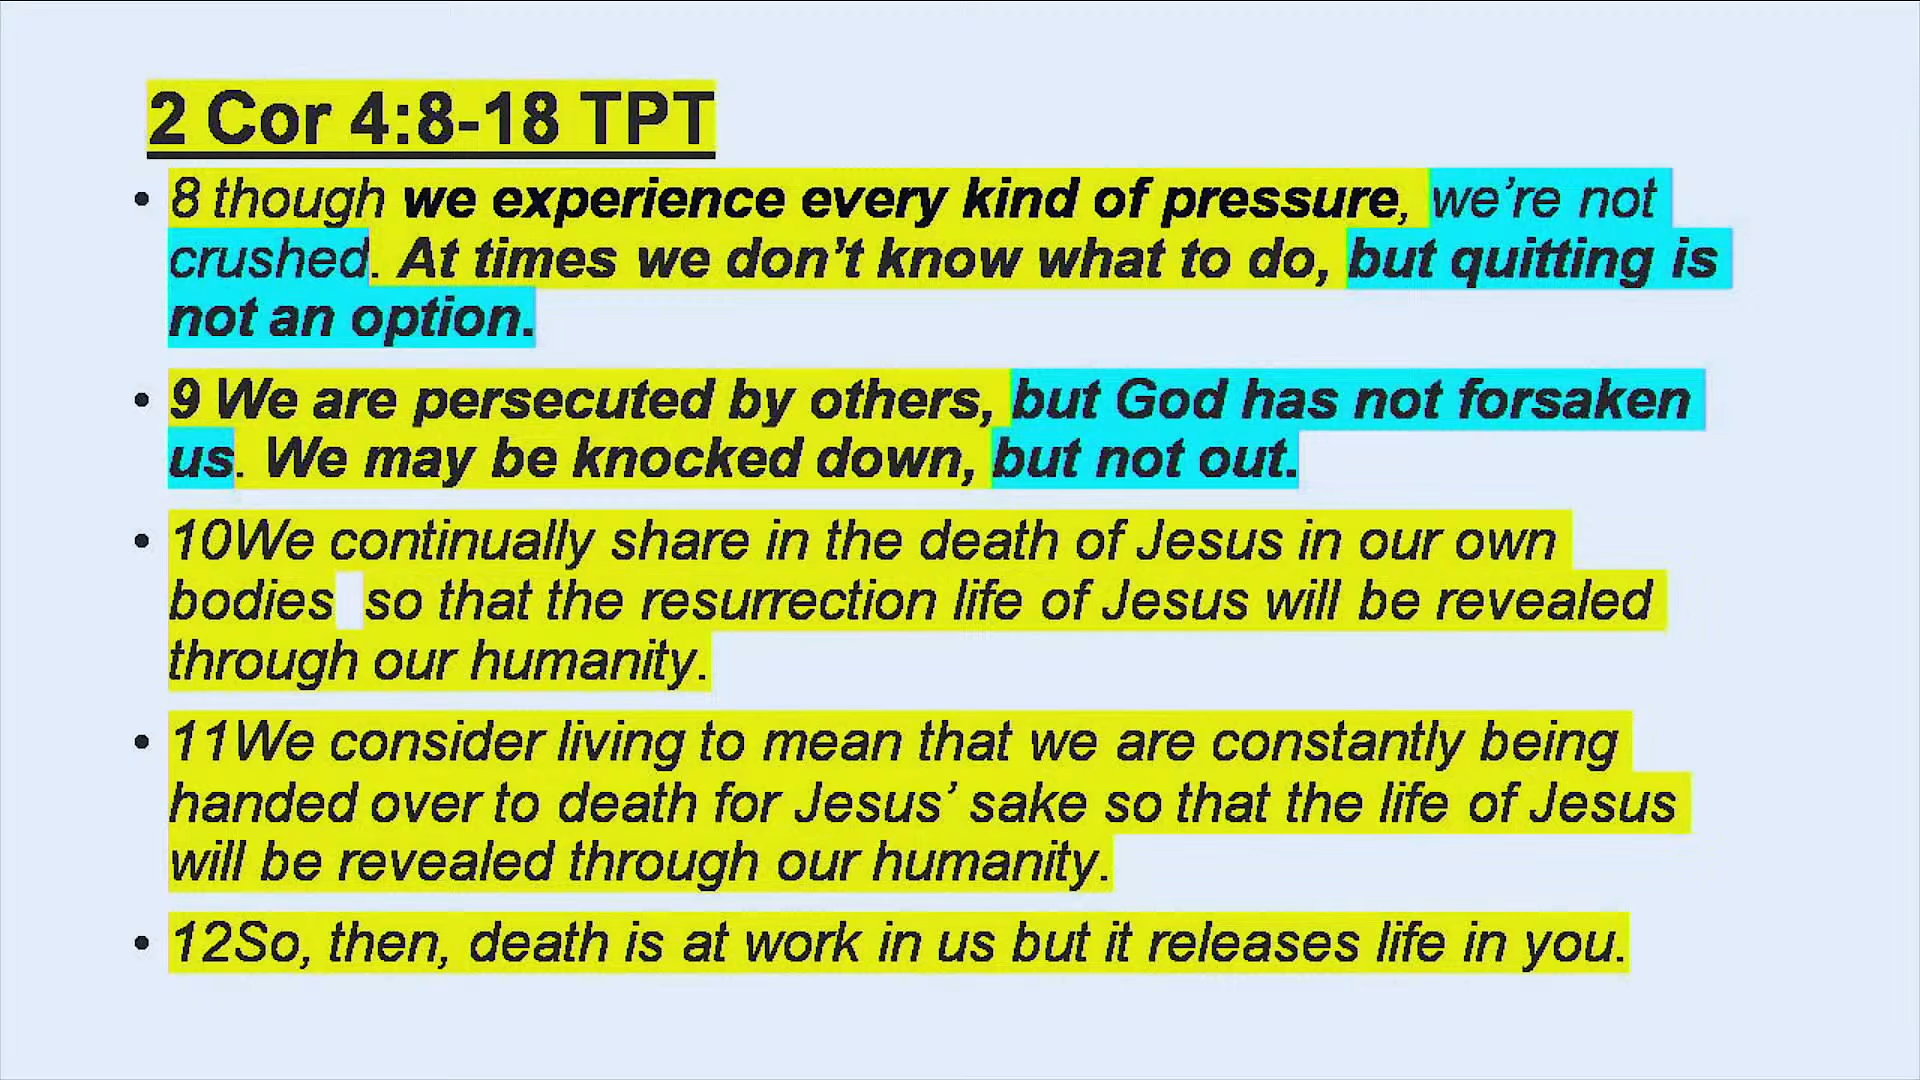 2 Cor 4:8-18 TPT
• 8 though we experience every kind of pressure, we’re not
crushed. At times we don’t know what to do, but quitting is
not an option.
• 9 We are persecuted by others, but God has not forsaken
us. We may be knocked down, but not out.
• 10We continually share in the death of Jesus in our own
bodies so that the resurrection life of Jesus will be revealed
through our humanity.
• 11We consider living to mean that we are constantly being
handed over to death for Jesus’ sake so that the life of Jesus
will be revealed through our humanity.
• 12So, then, death is at work in us but it releases life in you.